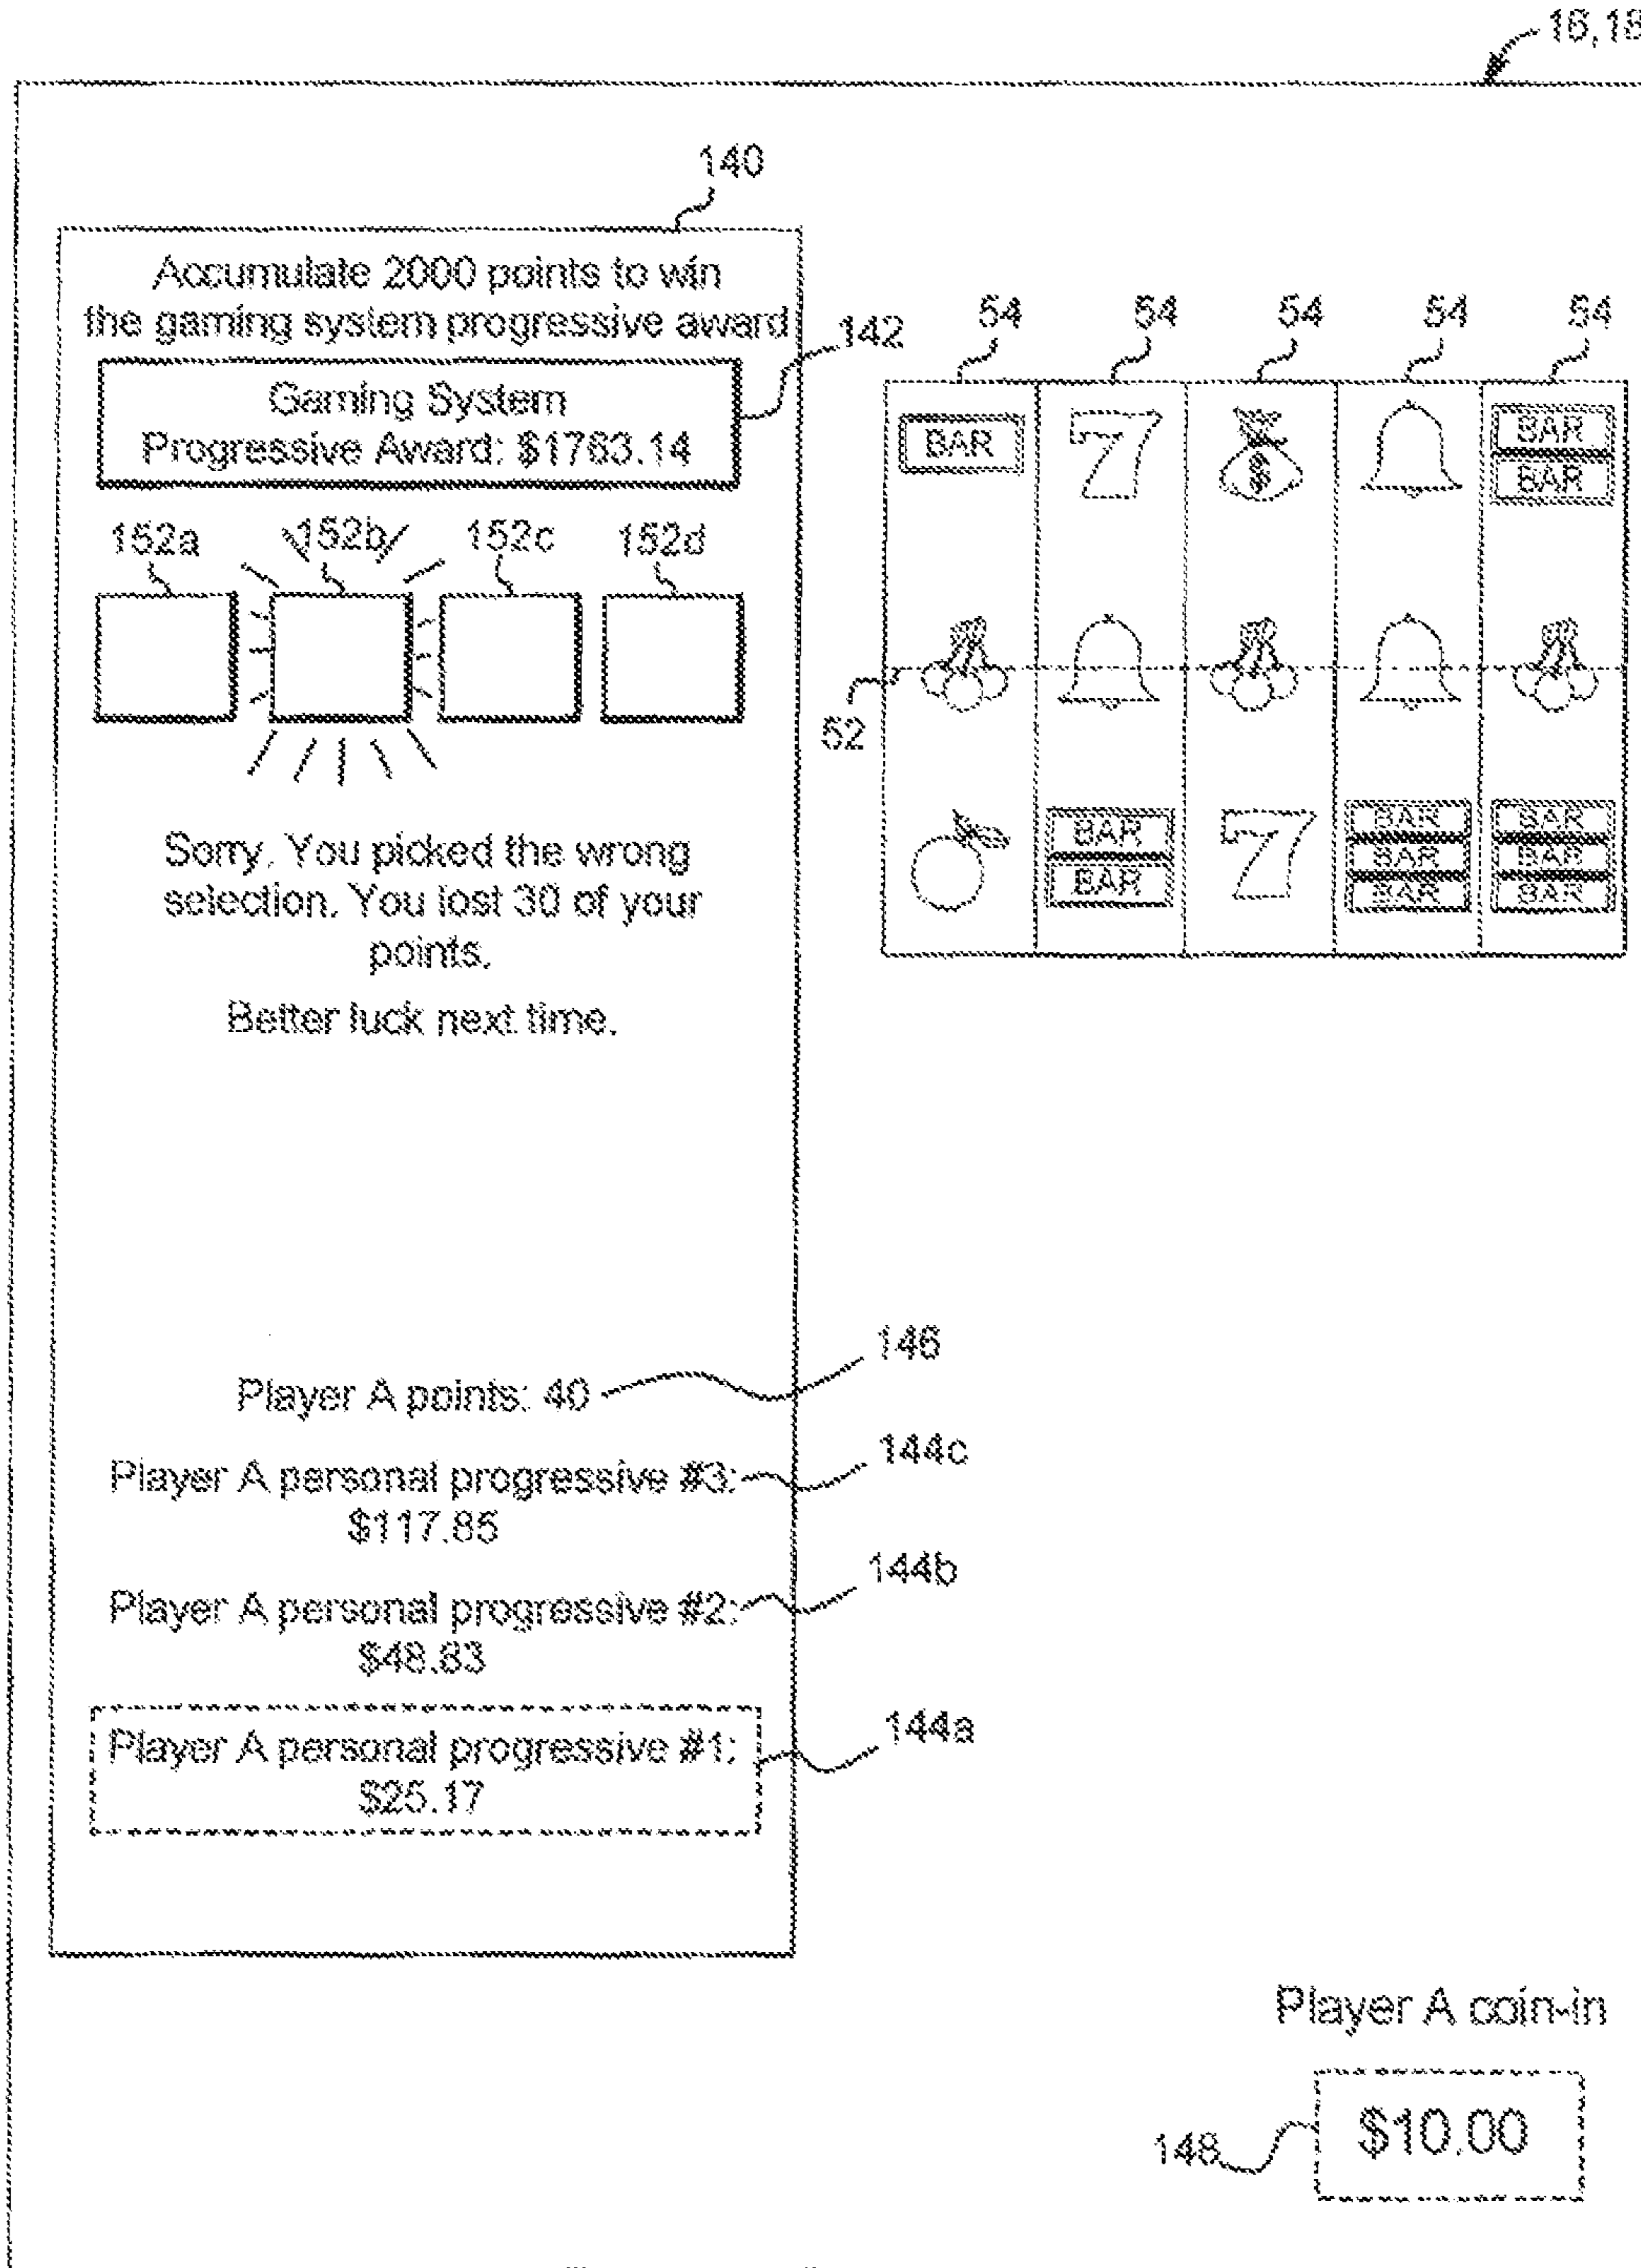 16,18
140
Accumulate 2000 points to win
the gaming system progressive award
142
Gaming System
Progressive Award: $1763.14
152a 152b 152c 152d
Sorry. You picked the wrong
selection. You lost 30 of your
points.
Better luck next time.
54 54 54 54 54
BAR 7 $ BAR
BAR
52
BAR 7 BAR BAR
BAR BAR BAR
BAR BAR
Player A points: 40
146
Player A personal progressive #3:
$117.85
144c
Player A personal progressive #2:
$48.83
144b
Player A personal progressive #1:
$25.17
144a
Player A coin-in
148
$10.00